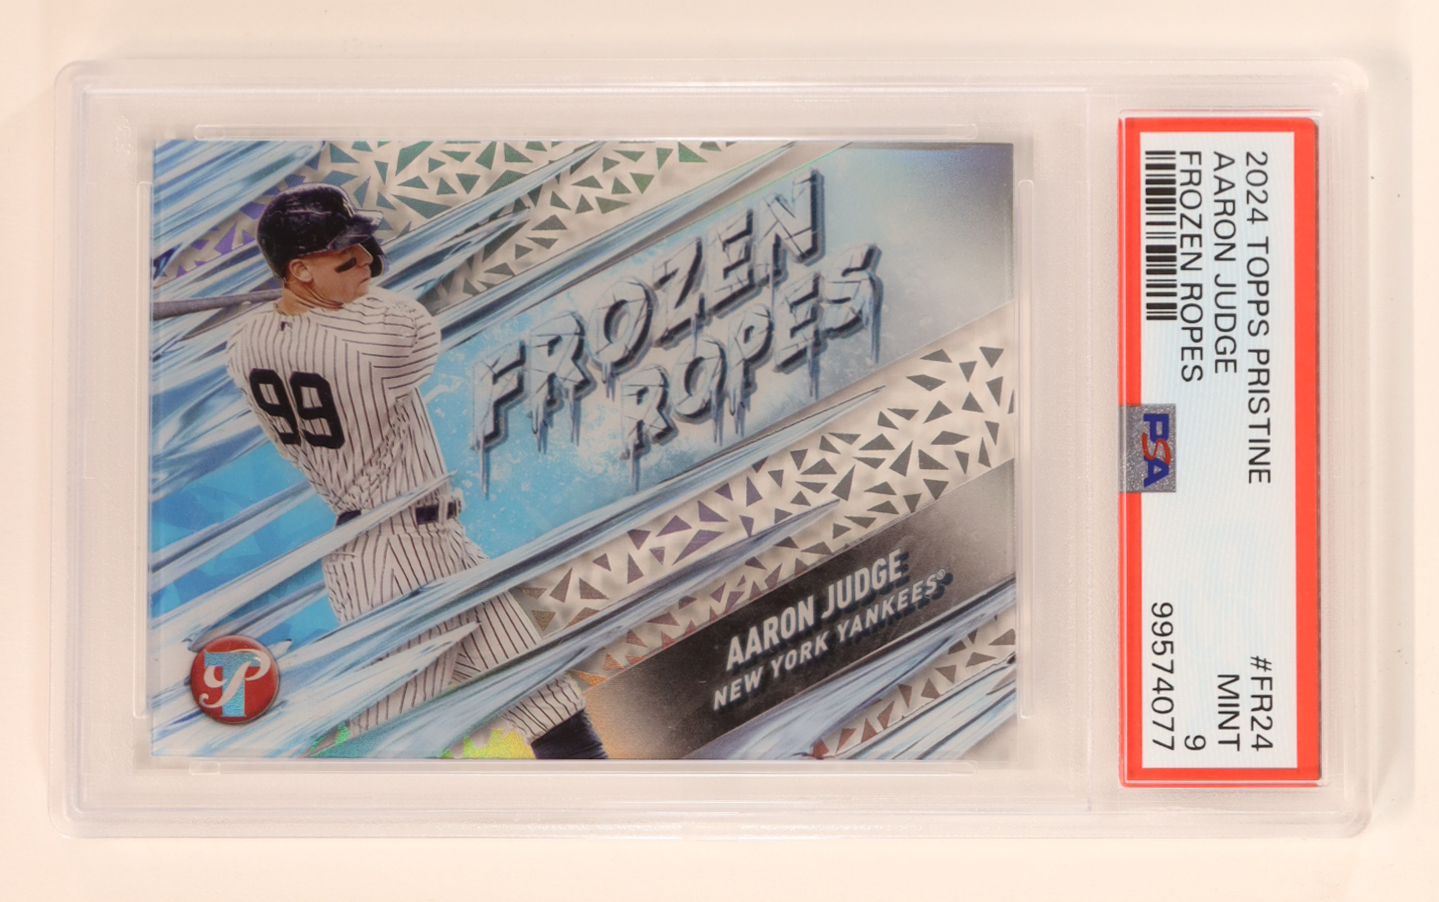 FROZEN
ROPES
99
AARON JUDGE
NEW YORK YANKEES®
P
2024 TOPPS PRISTINE #FR24
AARON JUDGE MINT
FROZEN ROPES 9
PSA 99574077